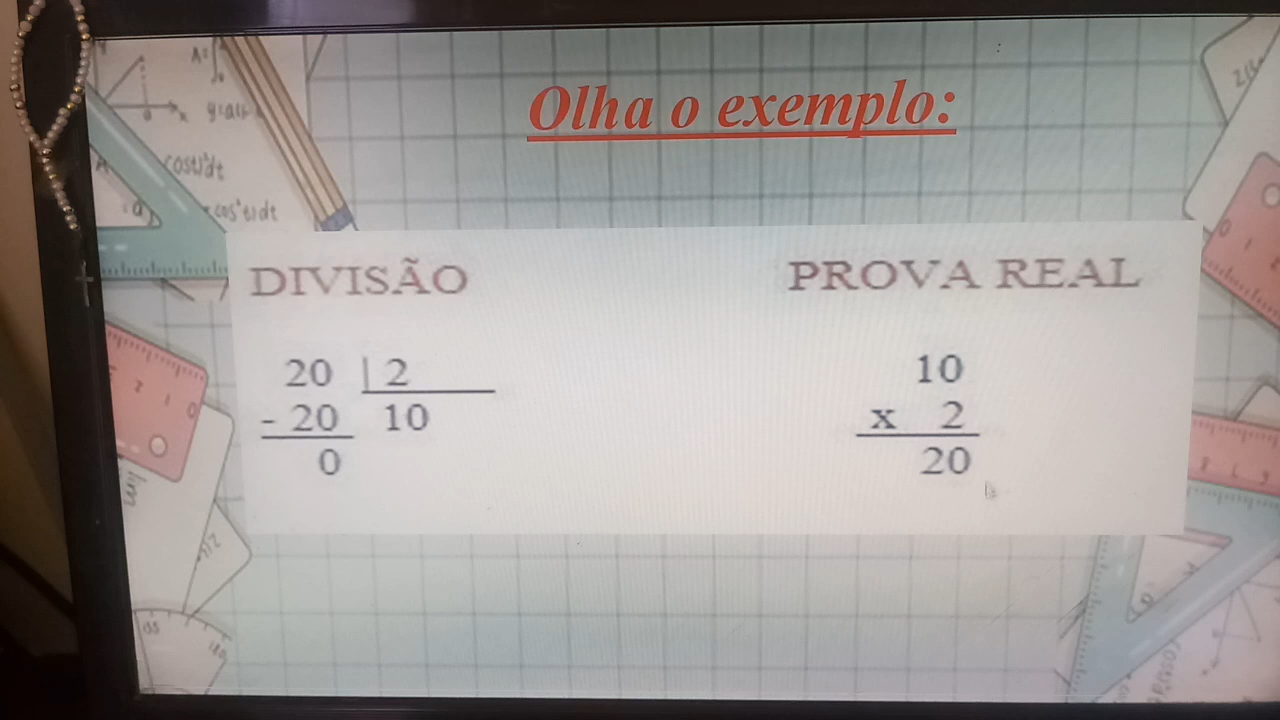 Olha o exemplo:
DIVISÃO
20 | 2
- 20 10
0
PROVA REAL
10
x 2
20